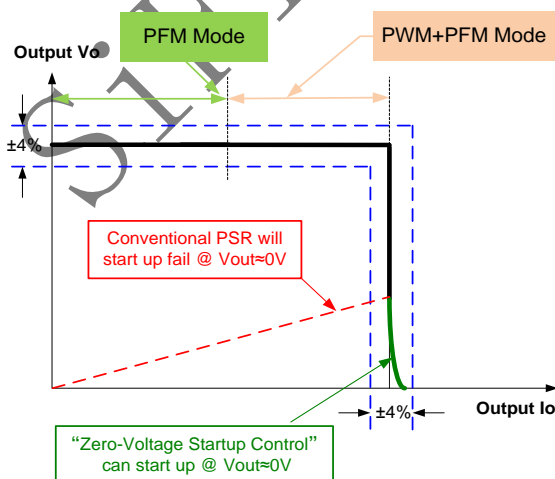 PFM Mode
PWM+PFM Mode
Output Vo
±4%
Conventional PSR will
start up fail @ Vout≈0V
±4%
Output Io
“Zero-Voltage Startup Control”
can start up @ Vout≈0V